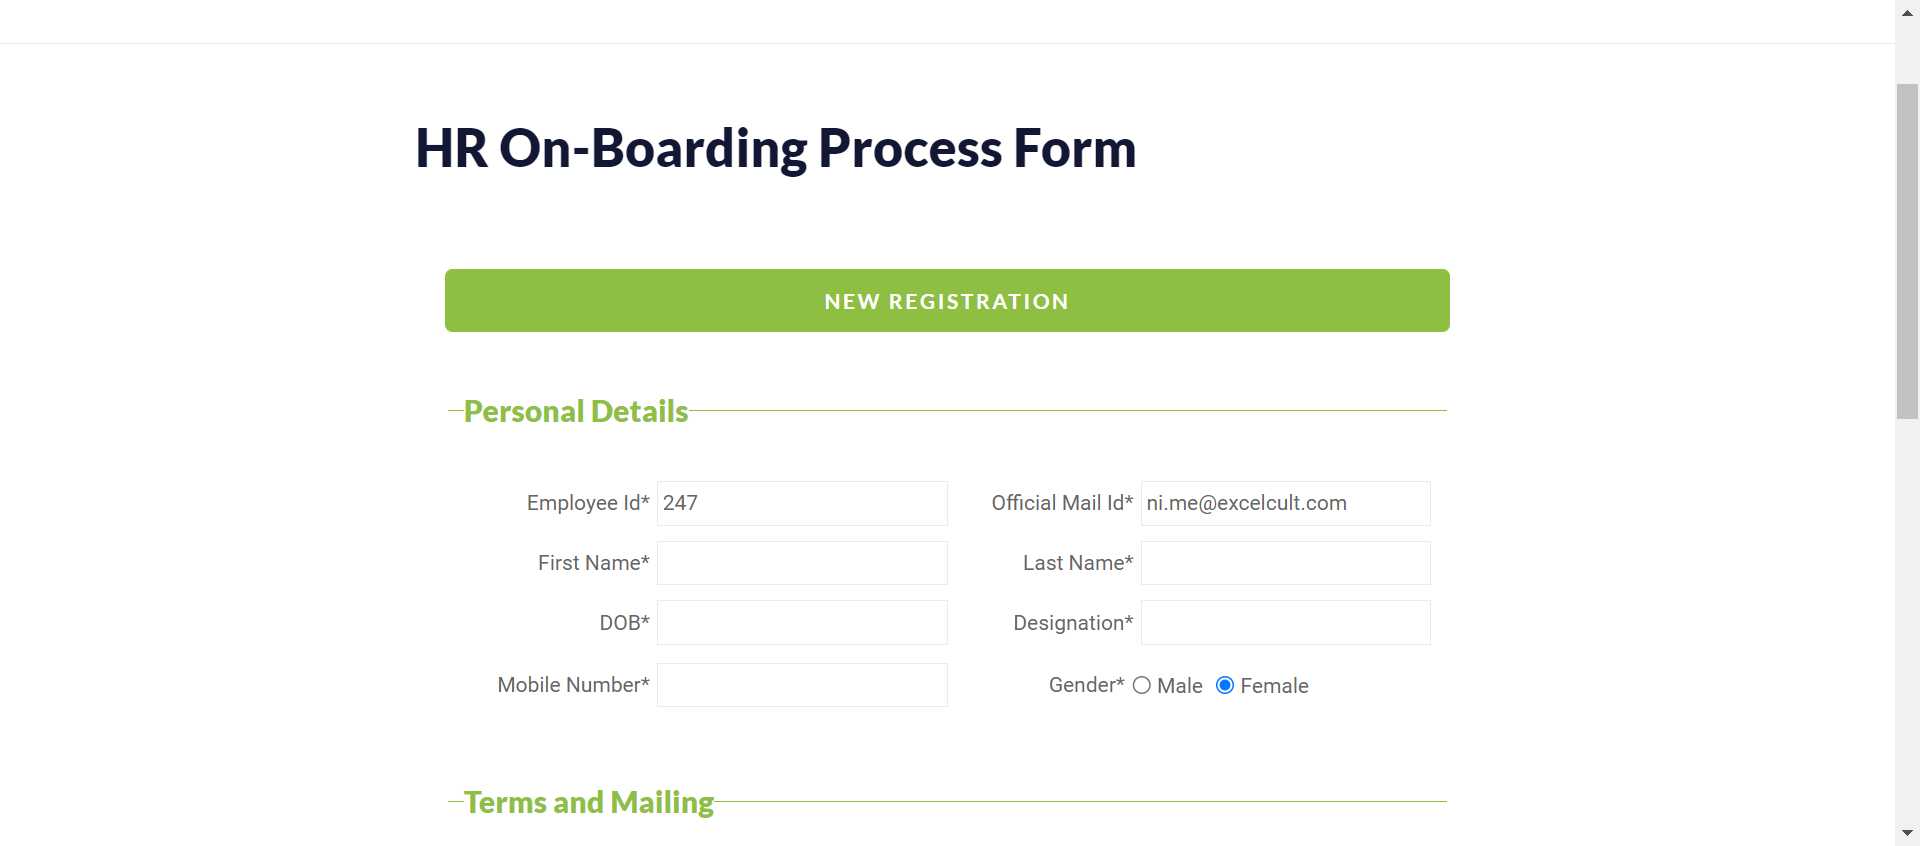 HR On-Boarding Process Form
NEW REGISTRATION
Personal Details
Employee Id* 247 Official Mail Id* ni.me@excelcult.com
First Name* Last Name*
DOB* Designation*
Mobile Number* Gender* Male Female
Terms and Mailing